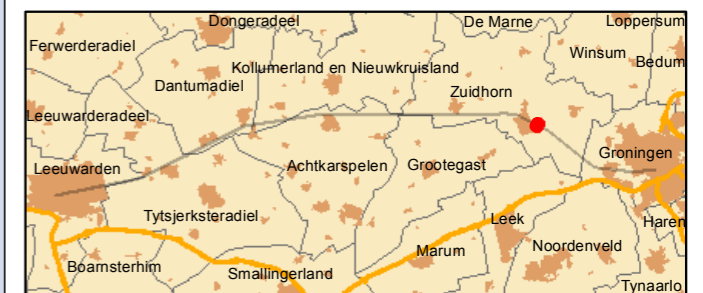 Dongeradeel
De Marne
Loppersum
Ferwerderadiel
Winsum
Bedum
Kollumerland en Nieuwkruisland
Dantumadiel
Zuidhorn
Leeuwarderadeel
Groningen
Leeuwarden
Achtkarspelen
Grootegast
Tytsjerksteradiel
Leek
Haren
Marum
Noordenveld
Boarnsterhim
Smallingerland
Tynaarlo